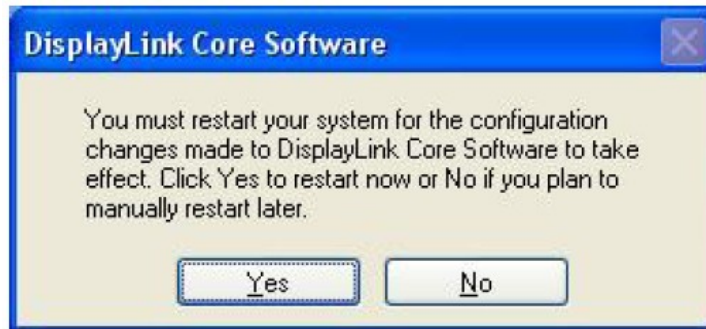 DisplayLink Core Software
You must restart your system for the configuration
changes made to DisplayLink Core Software to take
effect. Click Yes to restart now or No if you plan to
manually restart later.
Yes
No